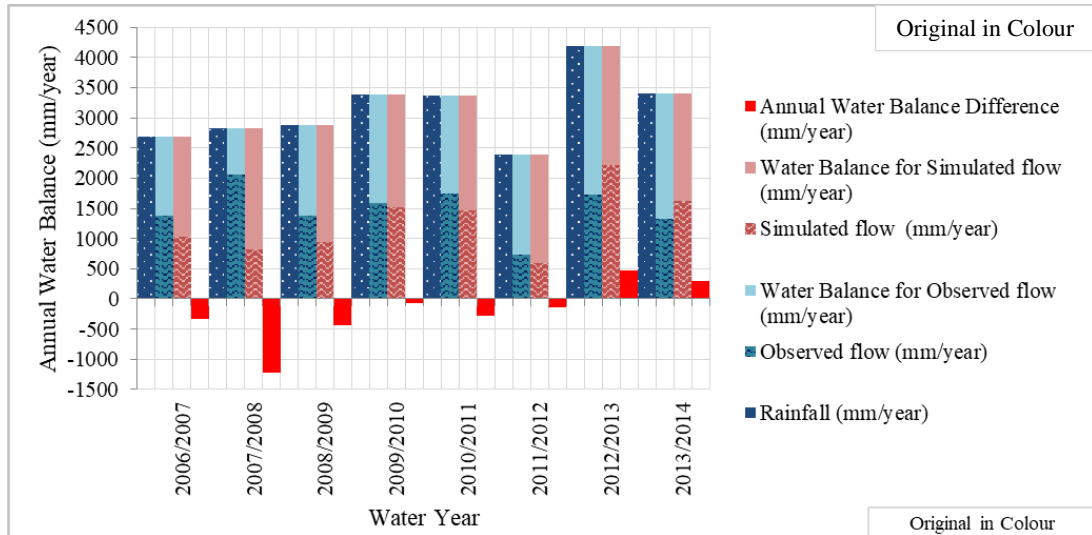 Original in Colour
4500
4000
3500
3000
2500
2000
1500
1000
500
0
-500
-1000
-1500
Annual Water Balance (mm/year)
2006/2007
2007/2008
2008/2009
2009/2010
2010/2011
2011/2012
2012/2013
2013/2014
Water Year
Annual Water Balance Difference
(mm/year)
Water Balance for Simulated flow
(mm/year)
Simulated flow (mm/year)
Water Balance for Observed flow
(mm/year)
Observed flow (mm/year)
Rainfall (mm/year)
Original in Colour